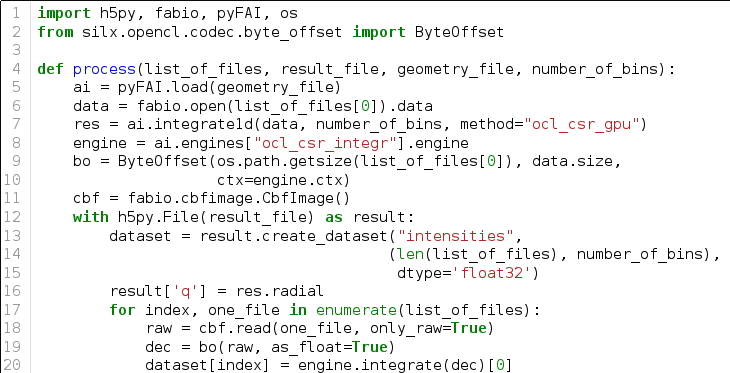 1 import h5py, fabio, pyFAI, os
2 from silx.opencl.codec.byte_offset import ByteOffset
3
4 def process(list_of_files, result_file, geometry_file, number_of_bins):
5     ai = pyFAI.load(geometry_file)
6     data = fabio.open(list_of_files[0]).data
7     res = ai.integrate1d(data, number_of_bins, method="ocl_csr_gpu")
8     engine = ai.engines["ocl_csr_integr"].engine
9     bo = ByteOffset(os.path.getsize(list_of_files[0]), data.size,
10                     ctx=engine.ctx)
11     cbf = fabio.cbfimage.CbfImage()
12     with h5py.File(result_file) as result:
13         dataset = result.create_dataset("intensities",
14                                        (len(list_of_files), number_of_bins),
15                                         dtype='float32')
16         result['q'] = res.radial
17         for index, one_file in enumerate(list_of_files):
18             raw = cbf.read(one_file, only_raw=True)
19             dec = bo(raw, as_float=True)
20             dataset[index] = engine.integrate(dec)[0]